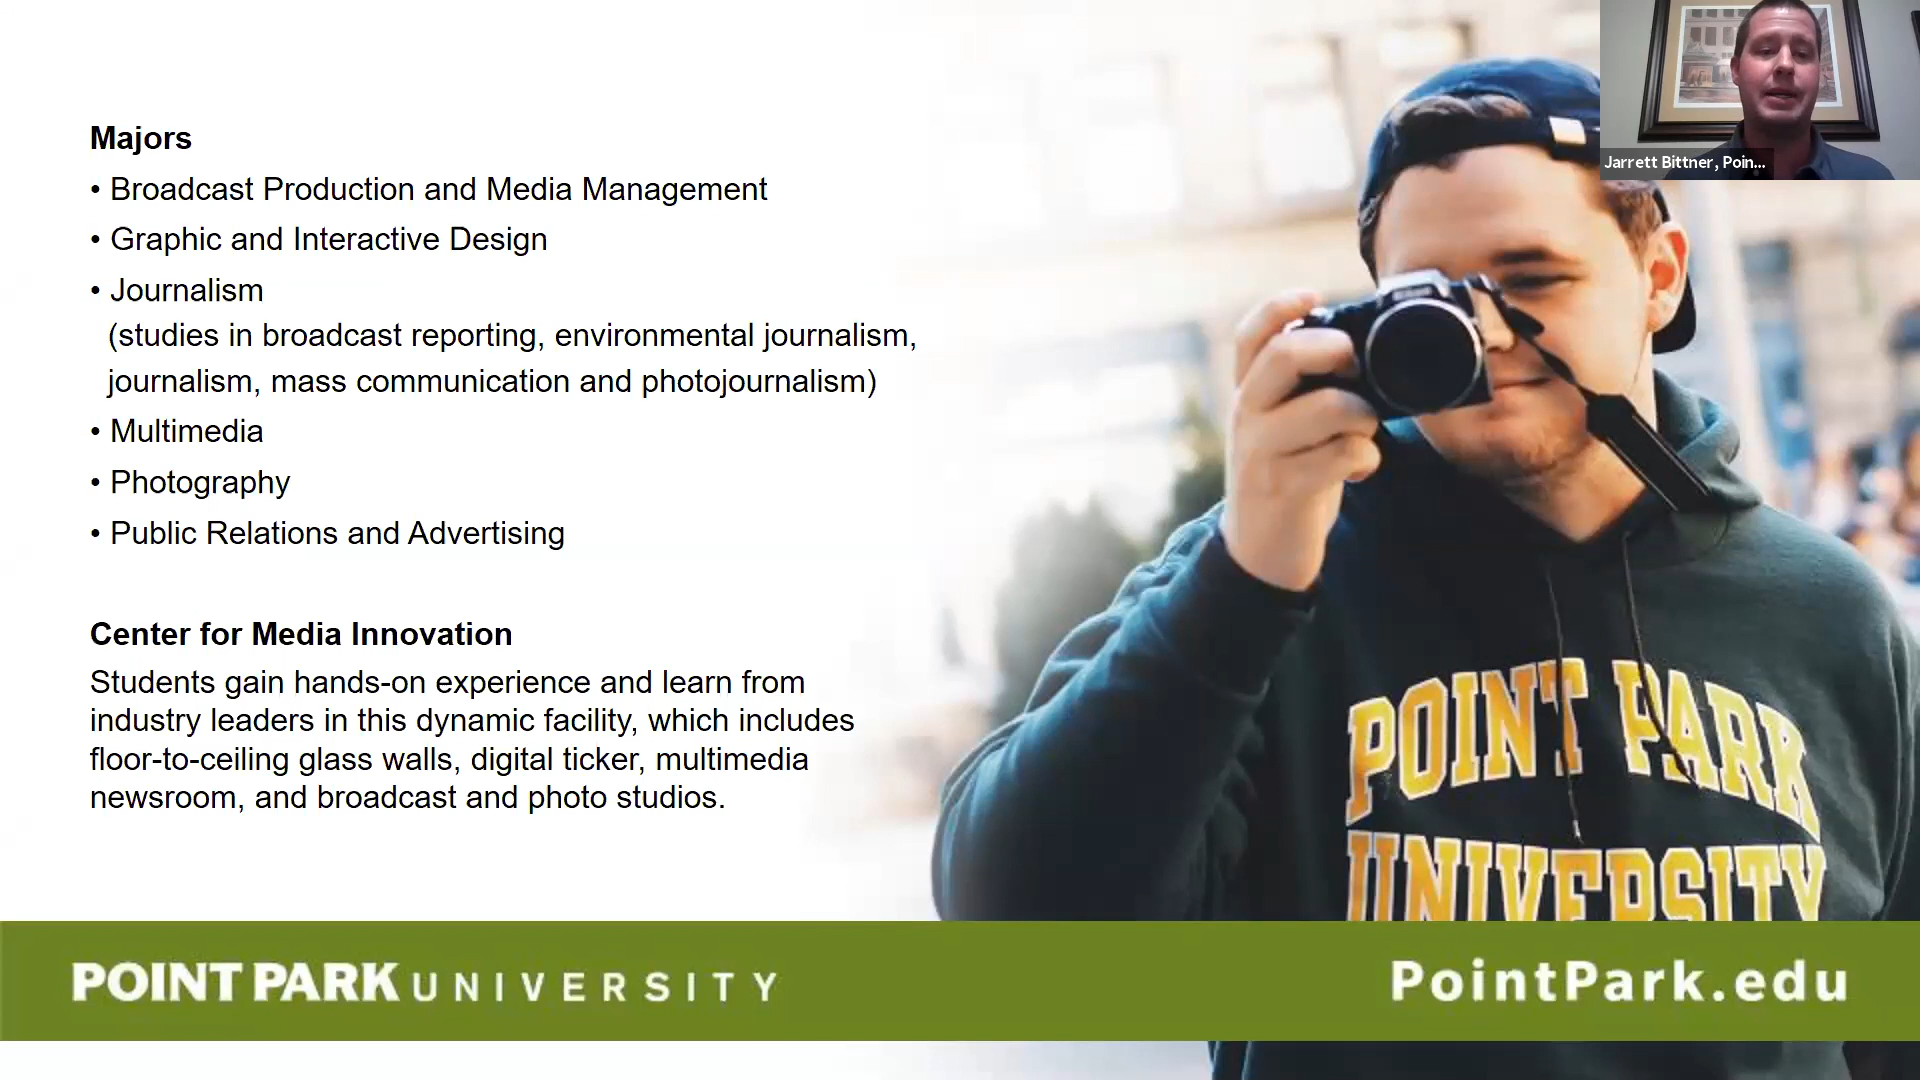 Majors
• Broadcast Production and Media Management
• Graphic and Interactive Design
• Journalism
(studies in broadcast reporting, environmental journalism,
journalism, mass communication and photojournalism)
• Multimedia
• Photography
• Public Relations and Advertising
Center for Media Innovation
Students gain hands-on experience and learn from
industry leaders in this dynamic facility, which includes
floor-to-ceiling glass walls, digital ticker, multimedia
newsroom, and broadcast and photo studios.
Jarrett Bittner, Poin...
POINT PARK
UNIVERSITY
POINT PARK UNIVERSITY
PointPark.edu